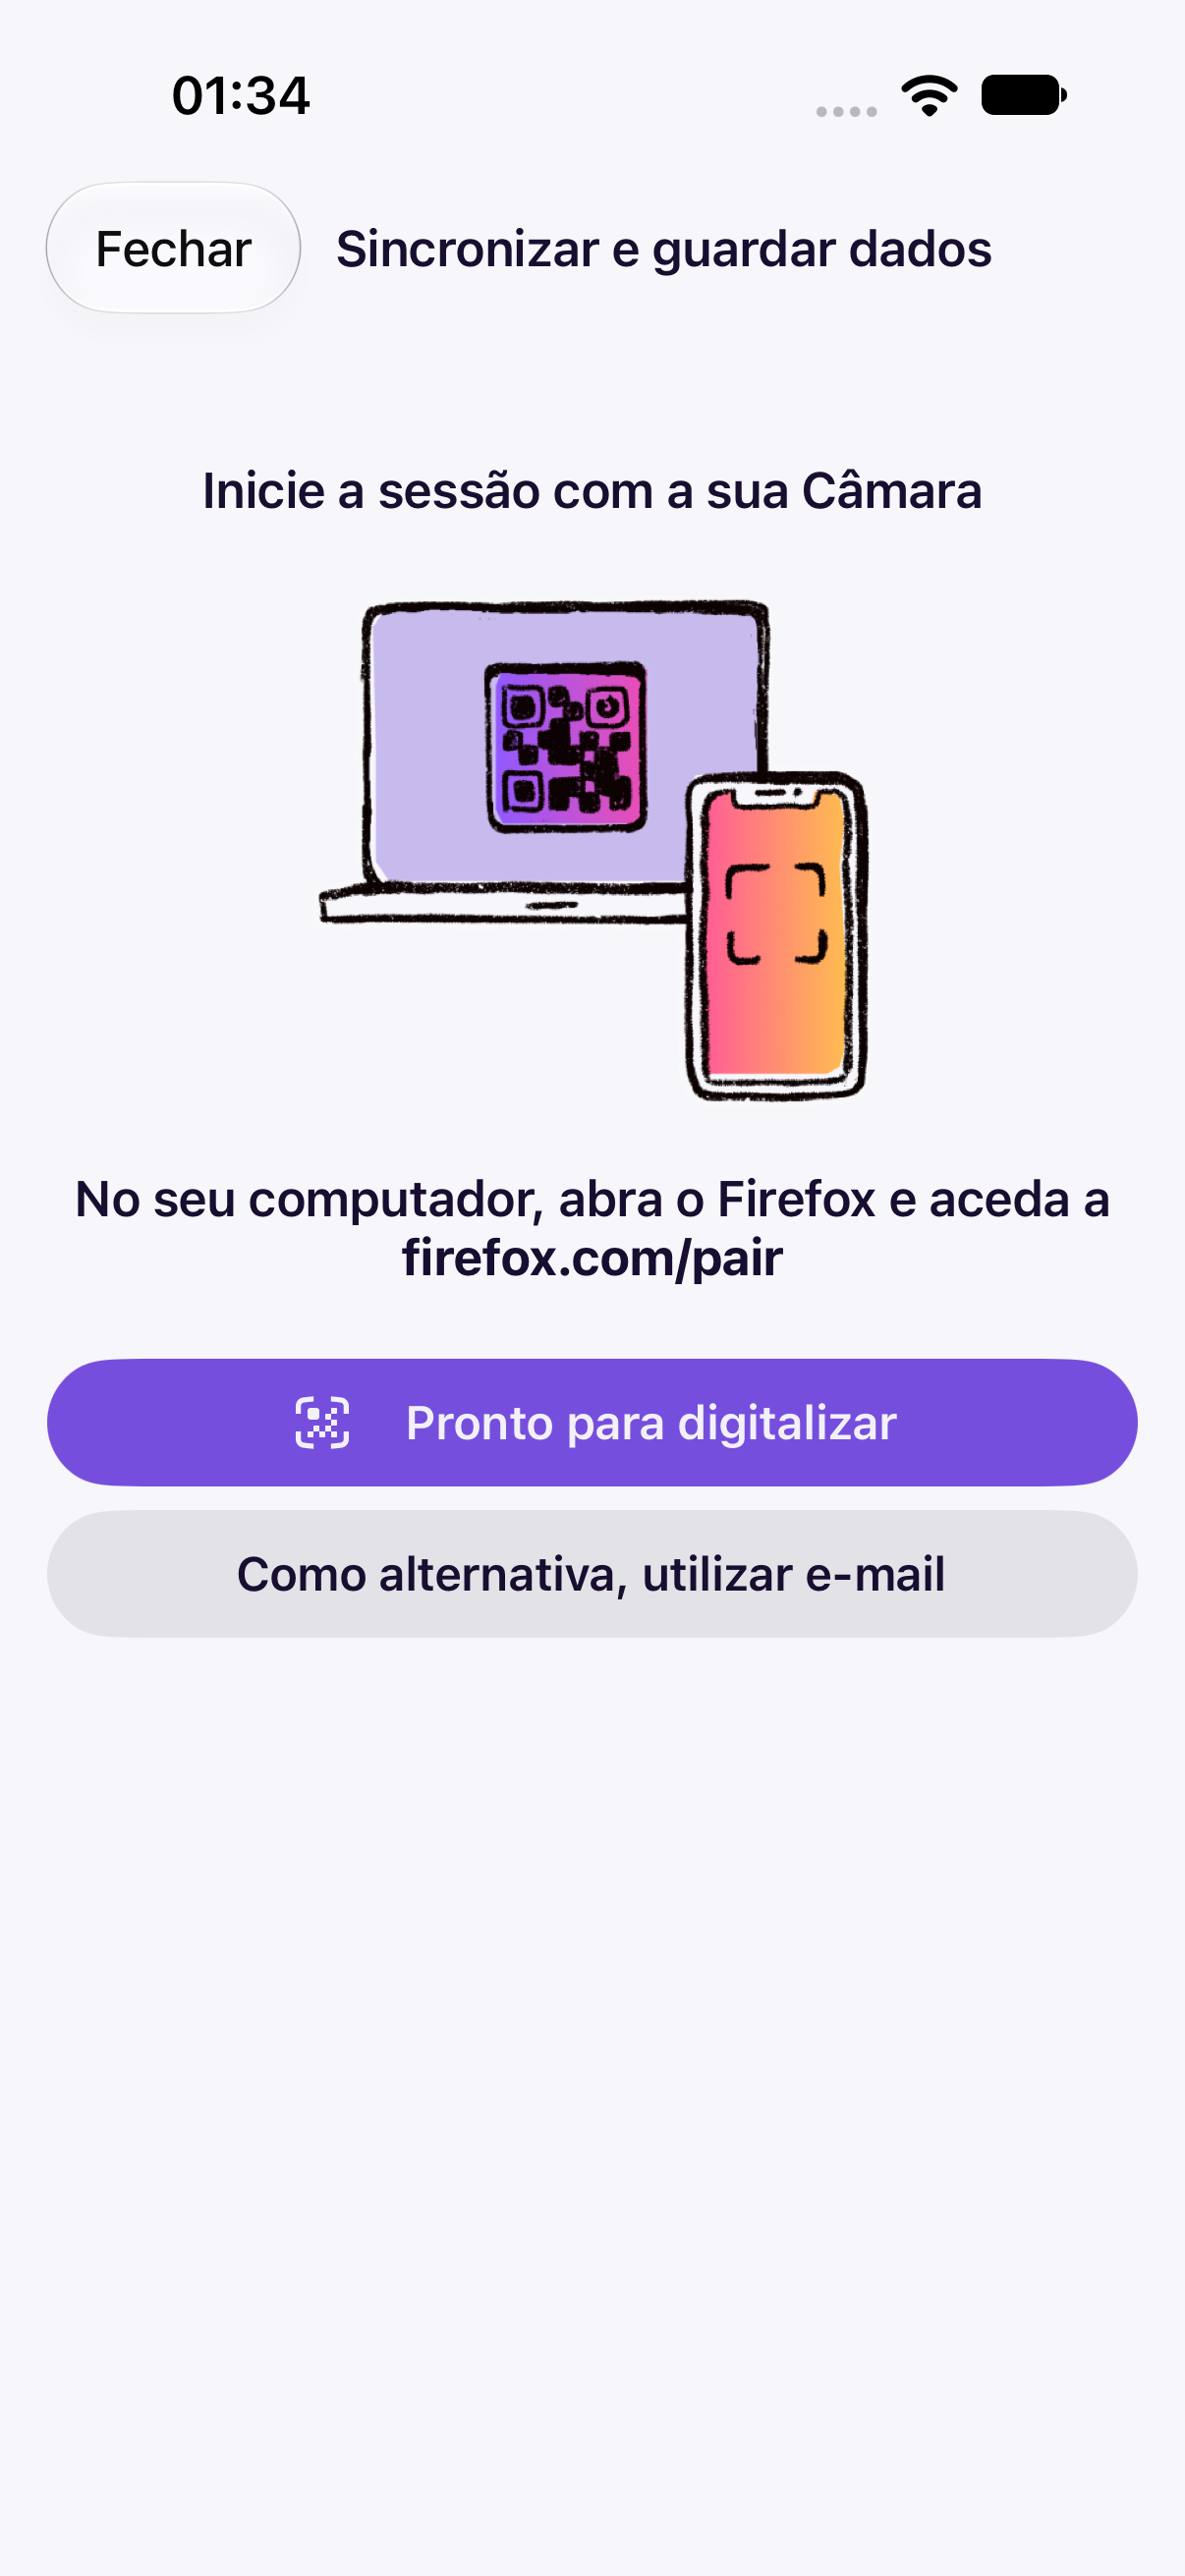 01:34
Fechar
Sincronizar e guardar dados
Inicie a sessão com a sua Câmara
No seu computador, abra o Firefox e aceda a
firefox.com/pair
Pronto para digitalizar
Como alternativa, utilizar e-mail